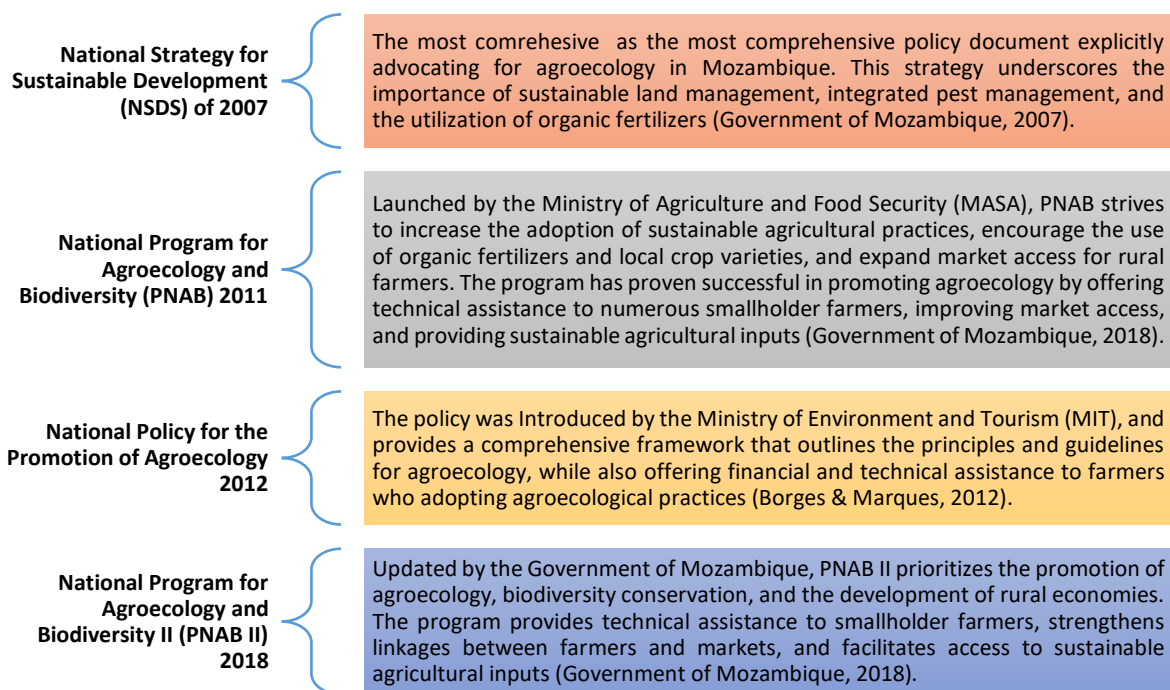 National Strategy for
Sustainable Development
(NSDS) of 2007
The most comrehesive as the most comprehensive policy document explicitly
advocating for agroecology in Mozambique. This strategy underscores the
importance of sustainable land management, integrated pest management, and
the utilization of organic fertilizers (Government of Mozambique, 2007).
National Program for
Agroecology and
Biodiversity (PNAB) 2011
Launched by the Ministry of Agriculture and Food Security (MASA), PNAB strives
to increase the adoption of sustainable agricultural practices, encourage the use
of organic fertilizers and local crop varieties, and expand market access for rural
farmers. The program has proven successful in promoting agroecology by offering
technical assistance to numerous smallholder farmers, improving market access,
and providing sustainable agricultural inputs (Government of Mozambique, 2018).
National Policy for the
Promotion of Agroecology
2012
The policy was Introduced by the Ministry of Environment and Tourism (MIT), and
provides a comprehensive framework that outlines the principles and guidelines
for agroecology, while also offering financial and technical assistance to farmers
who adopting agroecological practices (Borges & Marques, 2012).
National Program for
Agroecology and
Biodiversity II (PNAB II)
2018
Updated by the Government of Mozambique, PNAB II prioritizes the promotion of
agroecology, biodiversity conservation, and the development of rural economies.
The program provides technical assistance to smallholder farmers, strengthens
linkages between farmers and markets, and facilitates access to sustainable
agricultural inputs (Government of Mozambique, 2018).